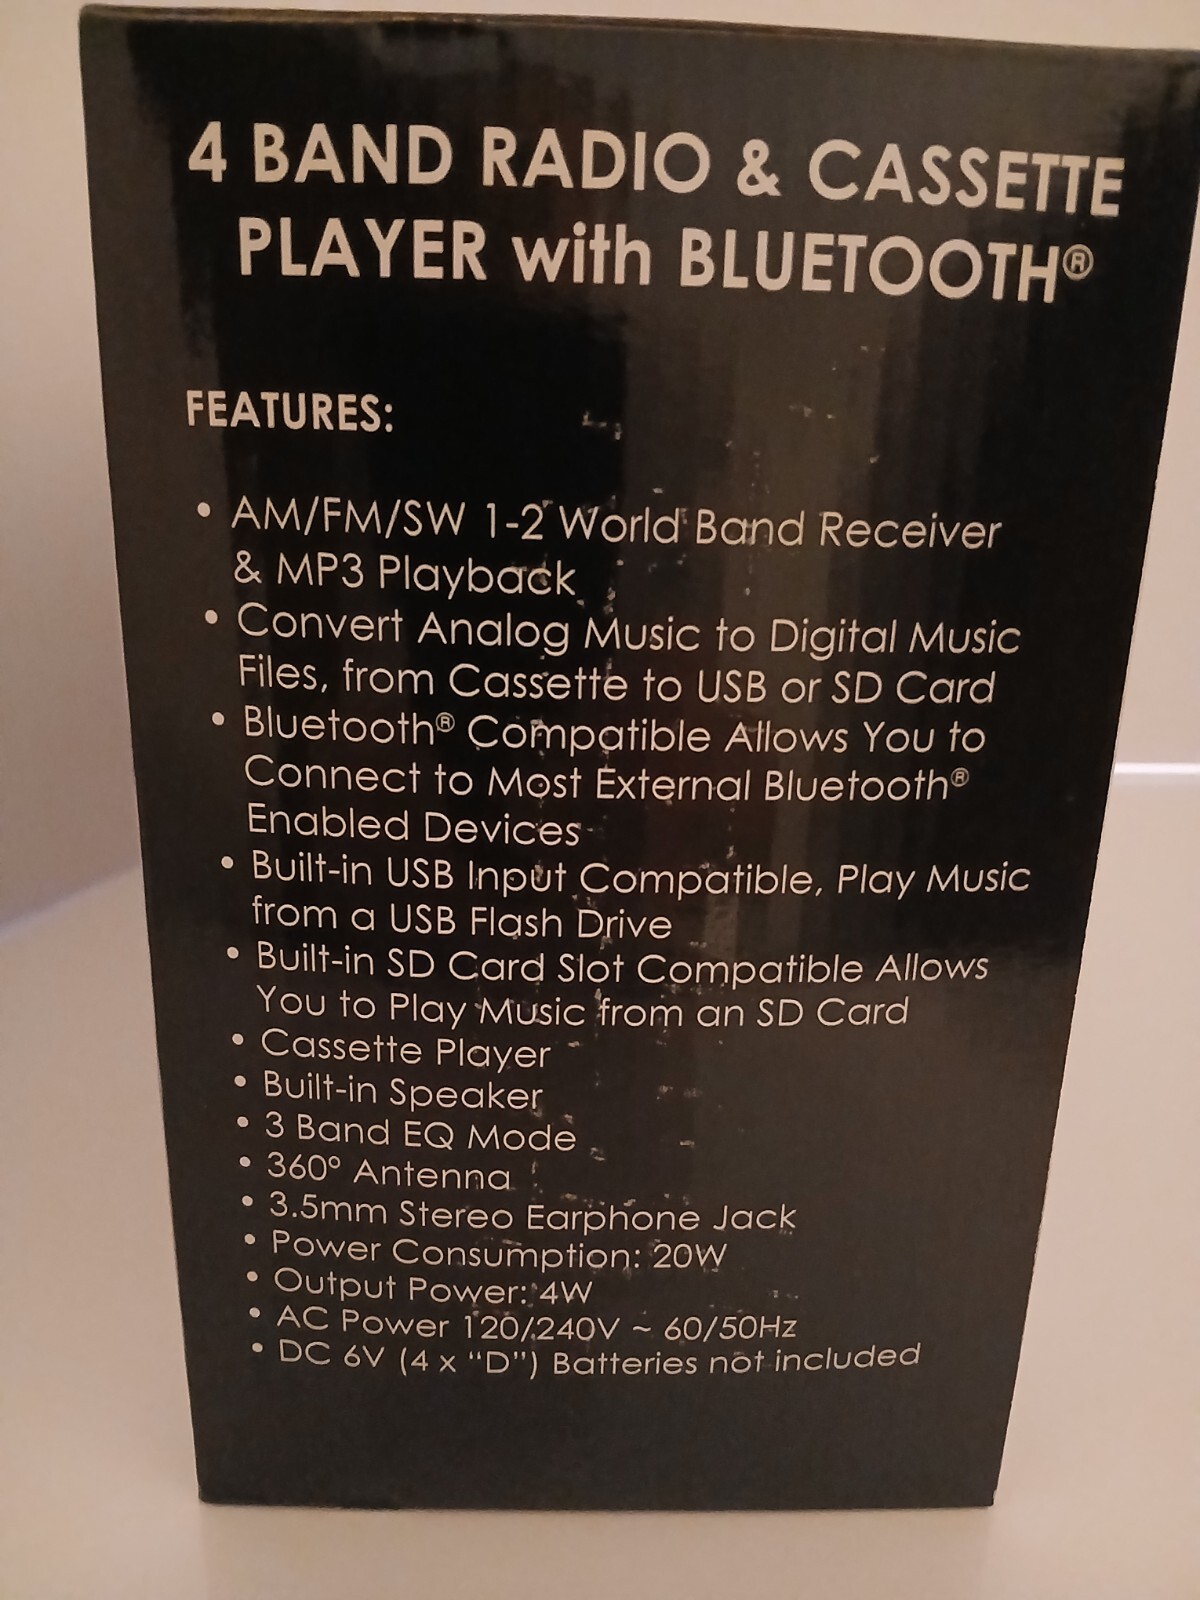 4 BAND RADIO & CASSETTE
PLAYER with BLUETOOTH®
FEATURES:
• AM/FM/SW 1-2 World Band Receiver
& MP3 Playback
• Convert Analog Music to Digital Music
Files, from Cassette to USB or SD Card
• Bluetooth® Compatible Allows You to
Connect to Most External Bluetooth®
Enabled Devices
• Built-in USB Input Compatible, Play Music
from a USB Flash Drive
• Built-in SD Card Slot Compatible Allows
You to Play Music from an SD Card
• Cassette Player
• Built-in Speaker
• 3 Band EQ Mode
• 360° Antenna
• 3.5mm Stereo Earphone Jack
• Power Consumption: 20W
• Output Power: 4W
• AC Power 120/240V ~ 60/50Hz
• DC 6V (4 x “D”) Batteries not included